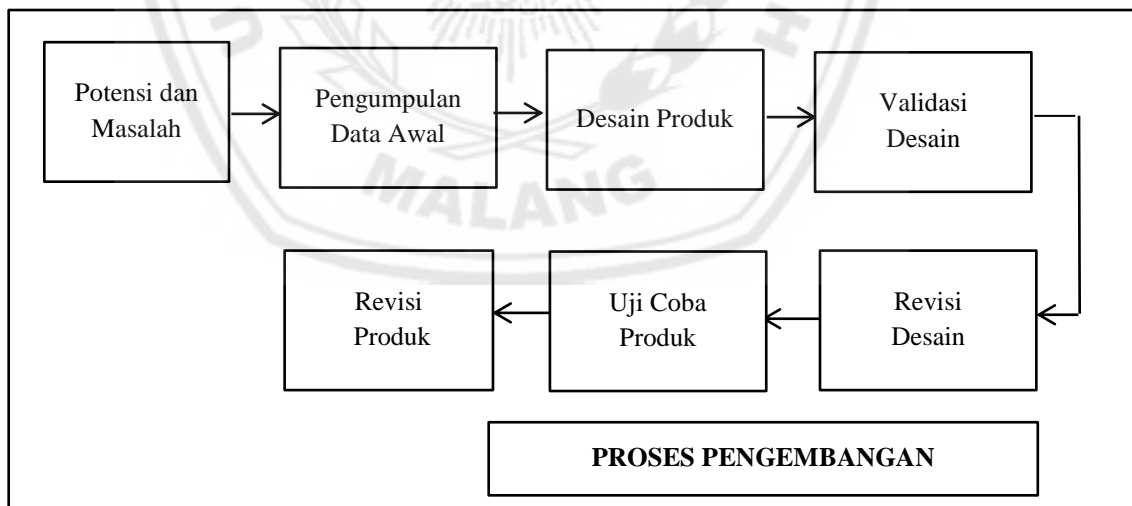 Potensi dan
Masalah
Pengumpulan
Data Awal
Desain Produk
Validasi
Desain
Revisi
Desain
Uji Coba
Produk
Revisi
Produk
PROSES PENGEMBANGAN
MALANG